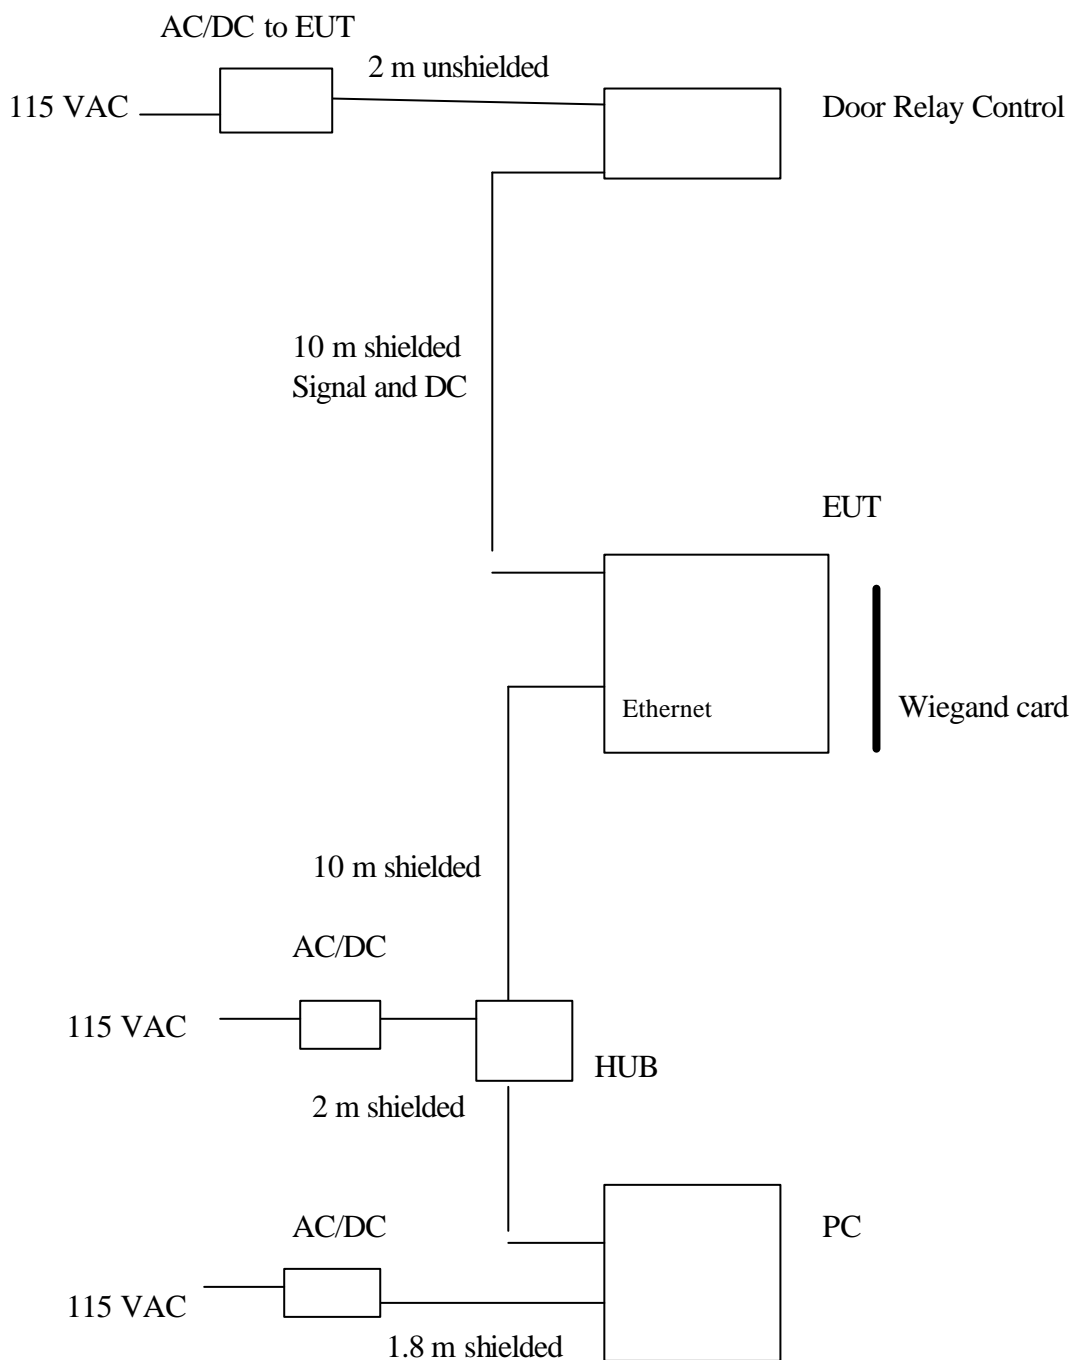 AC/DC to EUT
2 m unshielded
115 VAC
Door Relay Control
10 m shielded
Signal and DC
EUT
Ethernet
Wiegand card
10 m shielded
AC/DC
115 VAC
HUB
2 m shielded
AC/DC
PC
115 VAC
1.8 m shielded